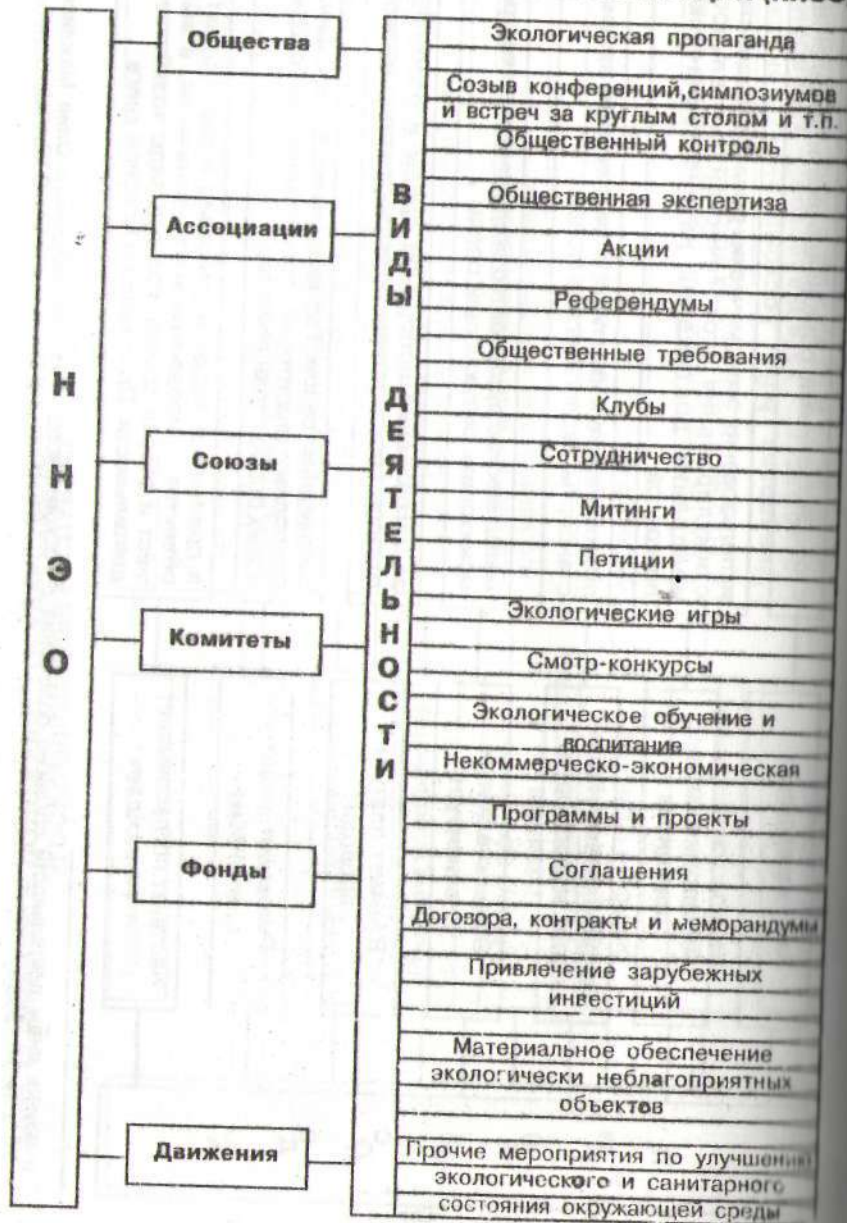 Н
Н
Э
О
Общества
Ассоциации
Союзы
Комитеты
Фонды
Движения
ВИДЫ
ДЕЯТЕЛЬНОСТИ
Экологическая пропаганда
Созыв конференций,симпозиумов
и встреч за круглым столом и т.п.
Общественный контроль
Общественная экспертиза
Акции
Референдумы
Общественные требования
Клубы
Сотрудничество
Митинги
Петиции
Экологические игры
Смотр-конкурсы
Экологическое обучение и
воспитание
Некоммерческо-экономическая
Программы и проекты
Соглашения
Договора, контракты и меморандумы
Привлечение зарубежных
инвестиций
Материальное обеспечение
экологически неблагоприятных
объектов
Прочие мероприятия по улучшению
экологического и санитарного
состояния окружающей среды